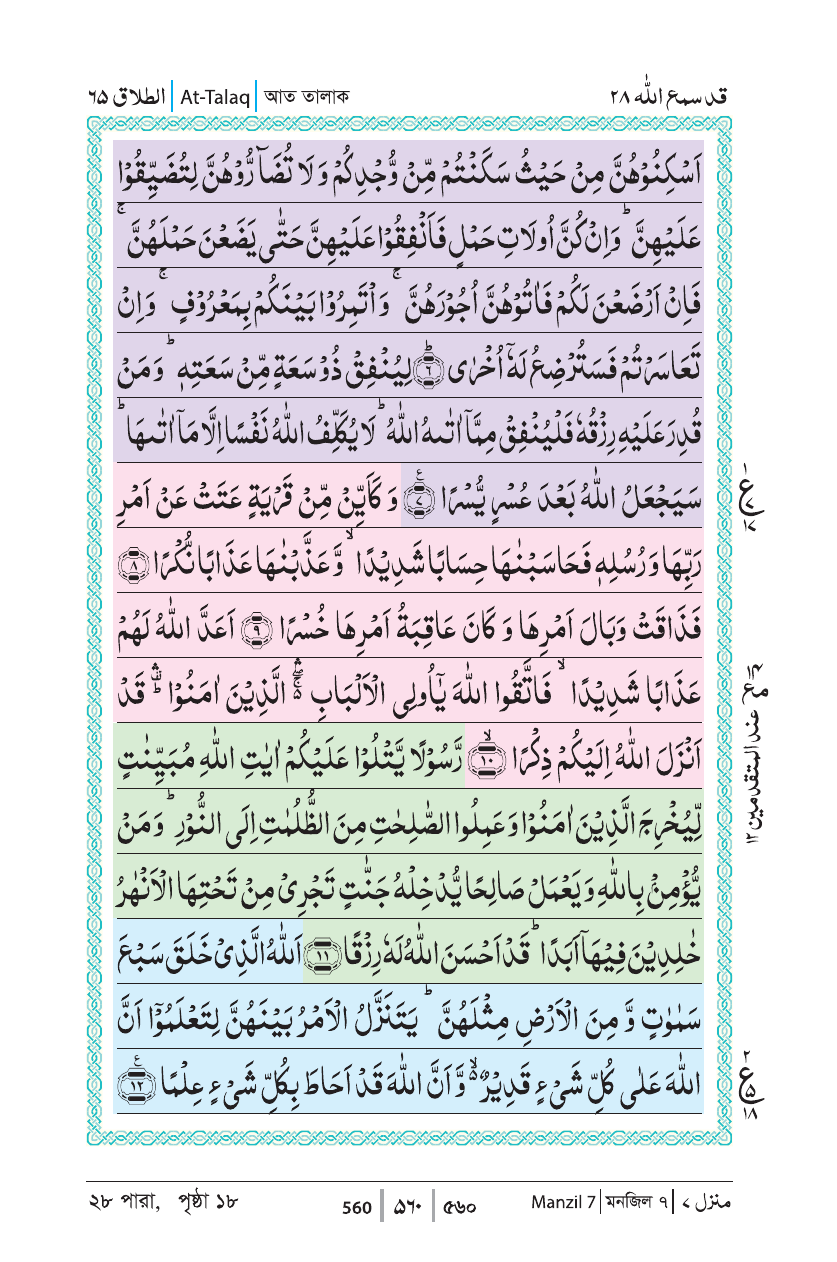 الطلاق ٦٥ | At-Talaq | আত তালাক قد سمع الله ٢٨
اَسْكِنُوْهُنَّ مِنْ حَيْثُ سَكَنْتُمْ مِّنْ وُّجْدِكُمْ وَ لَا تُضَآرُّوْهُنَّ لِتُضَيِّقُوْا
عَلَيْهِنَّ ؕ وَاِنْ كُنَّ اُولَاتِ حَمْلٍ فَاَنْفِقُوْا عَلَيْهِنَّ حَتّٰى يَضَعْنَ حَمْلَهُنَّ ۚ
فَاِنْ اَرْضَعْنَ لَكُمْ فَاٰتُوْهُنَّ اُجُوْرَهُنَّ ۚ وَاْتَمِرُوْا بَيْنَكُمْ بِمَعْرُوْفٍ ۚ وَاِنْ
تَعَاسَرْتُمْ فَسَتُرْضِعُ لَهٗۤ اُخْرٰى ؕ ﴿٦﴾ لِيُنْفِقْ ذُوْ سَعَةٍ مِّنْ سَعَتِهٖ ؕ وَمَنْ
قُدِرَ عَلَيْهِ رِزْقُهٗ فَلْيُنْفِقْ مِمَّاۤ اٰتٰىهُ اللّٰهُ ؕ لَا يُكَلِّفُ اللّٰهُ نَفْسًا اِلَّا مَاۤ اٰتٰىهَا ؕ
سَيَجْعَلُ اللّٰهُ بَعْدَ عُسْرٍ يُّسْرًا ﴿٧﴾ ع وَ كَاَيِّنْ مِّنْ قَرْيَةٍ عَتَتْ عَنْ اَمْرِ
رَبِّهَا وَ رُسُلِهٖ فَحَاسَبْنٰهَا حِسَابًا شَدِيْدًا ۙ وَّ عَذَّبْنٰهَا عَذَابًا نُّكْرًا ﴿٨﴾
فَذَاقَتْ وَبَالَ اَمْرِهَا وَ كَانَ عَاقِبَةُ اَمْرِهَا خُسْرًا ﴿٩﴾ اَعَدَّ اللّٰهُ لَهُمْ
عَذَابًا شَدِيْدًا ۙ فَاتَّقُوا اللّٰهَ يٰۤاُولِى الْاَلْبَابِ ۛۚ الَّذِيْنَ اٰمَنُوْا ۛؕ قَدْ
اَنْزَلَ اللّٰهُ اِلَيْكُمْ ذِكْرًا ۙ ﴿١٠﴾ رَّسُوْلًا يَّتْلُوْا عَلَيْكُمْ اٰيٰتِ اللّٰهِ مُبَيِّنٰتٍ
لِّيُخْرِجَ الَّذِيْنَ اٰمَنُوْا وَ عَمِلُوا الصّٰلِحٰتِ مِنَ الظُّلُمٰتِ اِلَى النُّوْرِ ؕ وَمَنْ
يُّؤْمِنْۢ بِاللّٰهِ وَ يَعْمَلْ صَالِحًا يُّدْخِلْهُ جَنّٰتٍ تَجْرِىْ مِنْ تَحْتِهَا الْاَنْهٰرُ
خٰلِدِيْنَ فِيْهَاۤ اَبَدًا ؕ قَدْ اَحْسَنَ اللّٰهُ لَهٗ رِزْقًا ﴿١١﴾ اَللّٰهُ الَّذِىْ خَلَقَ سَبْعَ
سَمٰوٰتٍ وَّ مِنَ الْاَرْضِ مِثْلَهُنَّ ؕ يَتَنَزَّلُ الْاَمْرُ بَيْنَهُنَّ لِتَعْلَمُوْۤا اَنَّ
اللّٰهَ عَلٰى كُلِّ شَىْءٍ قَدِيْرٌ ۙ وَّ اَنَّ اللّٰهَ قَدْ اَحَاطَ بِكُلِّ شَىْءٍ عِلْمًا ﴿١٢﴾ ع
١ ع ٧ ١٧
١٤ مع عند المتقدمين ١٢
٢ ع ٥ ١٨
২৮ পারা, পৃষ্ঠা ১৮ 560 | ٥٦٠ | ৫৬০ Manzil 7 | মনজিল ৭ | منزل ٧